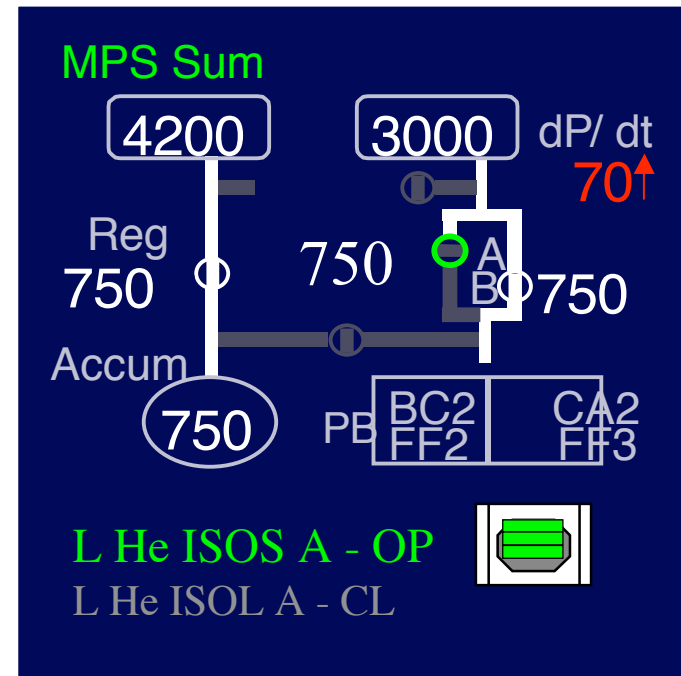 MPS Sum
4200
3000
dP/ dt
70↑
Reg
750
750
A
B
750
Accum
750
PB
BC2
FF2
CA2
FF3
L He ISOS A - OP
L He ISOL A - CL